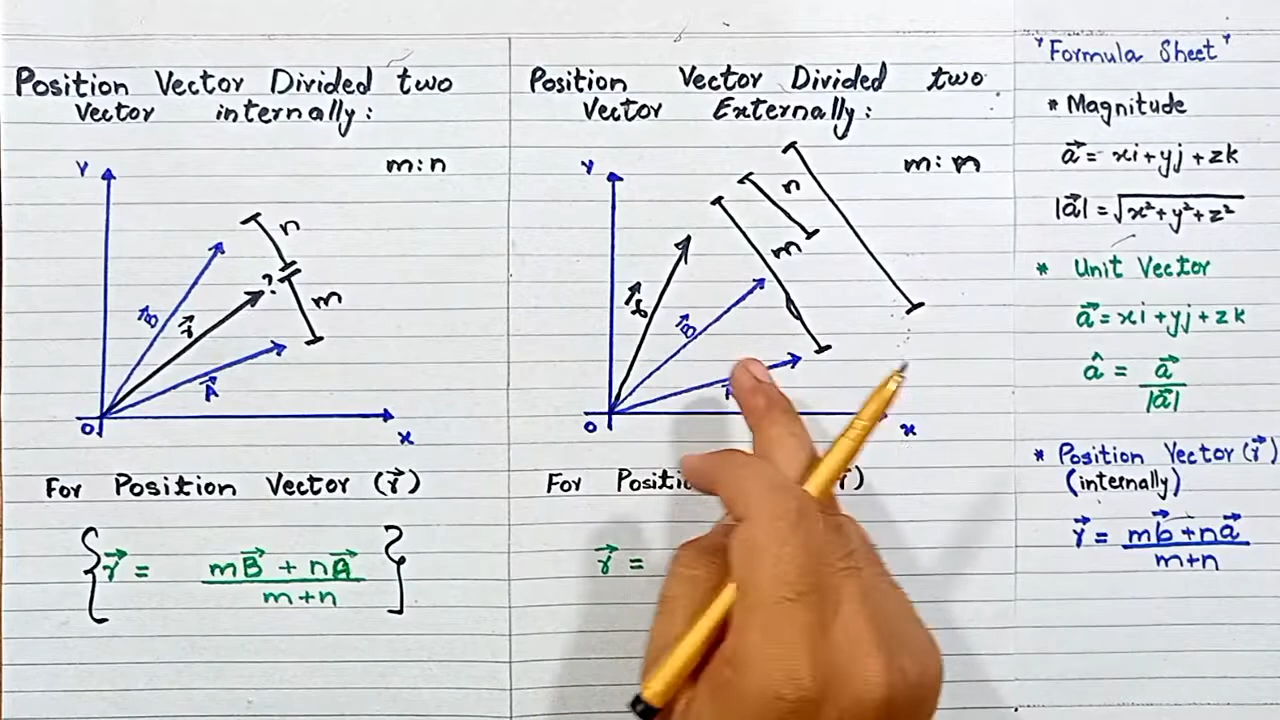 Position Vector Divided two
Vector internally:
m:n
Y
n
?
m
B⃗
r⃗
A⃗
O
x
For Position Vector (r⃗)
r⃗ = mB⃗ + nA⃗
m+n
Position Vector Divided two
Vector Externally:
m:n
Y
n
m
r⃗
B⃗
O
x
For
r⃗ =
"Formula Sheet"
* Magnitude
a⃗ = xi + yj + zk
|a⃗| = √x²+y²+z²
* Unit Vector
a⃗ = xi + yj + zk
â = a⃗
|a⃗|
* Position Vector (r⃗)
(internally)
r⃗ = mb⃗ + na⃗
m+n